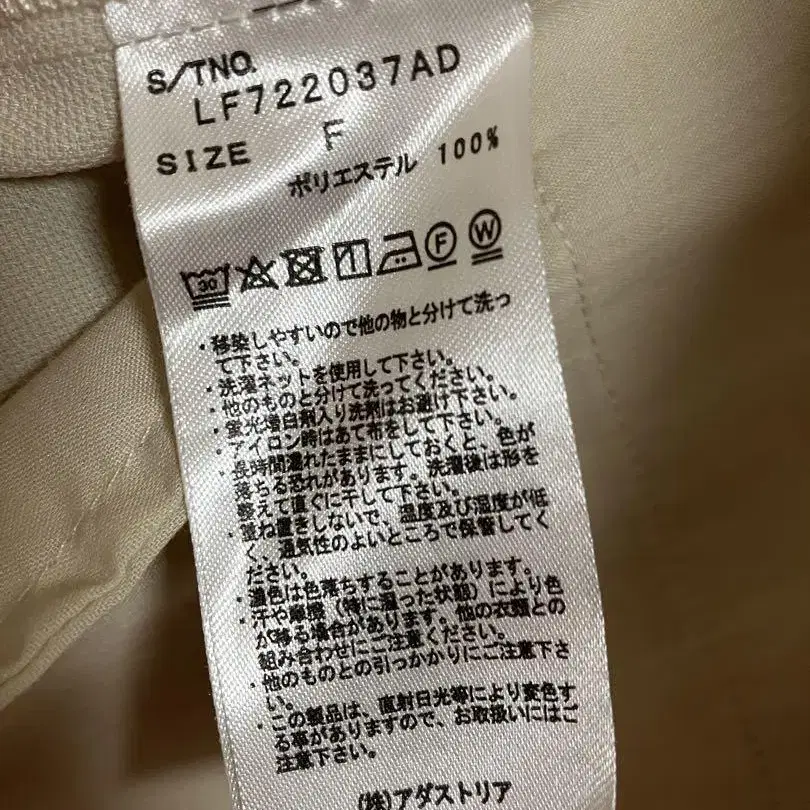 S/TNO.
LF722037AD
SIZE F
ポリエステル 100%
30 F W
・移染しやすいので他の物と分けて洗っ
て下さい。
・洗濯ネットを使用して下さい。
・他のものと分けて洗ってください。
・蛍光増白剤入り洗剤はお避け下さい。
・アイロン時はあて布をして下さい。
・長時間濡れたままにしておくと、色が
落ちる恐れがあります。洗濯後は形を
整えて直ぐに干して下さい。
・重ね置きしないで、温度及び湿度が低
く、通気性のよいところで保管してく
ださい。
・濃色は色落ちすることがあります。
・汗や摩擦（特に湿った状態）により色
が移る場合があります。他の衣類との
組み合わせにご注意ください。
・他のものとの引っかかりにご注意下さ
い。
・この製品は、直射日光等により変色す
る事がありますので、お取扱いにはご
注意下さい。
(株)アダストリア